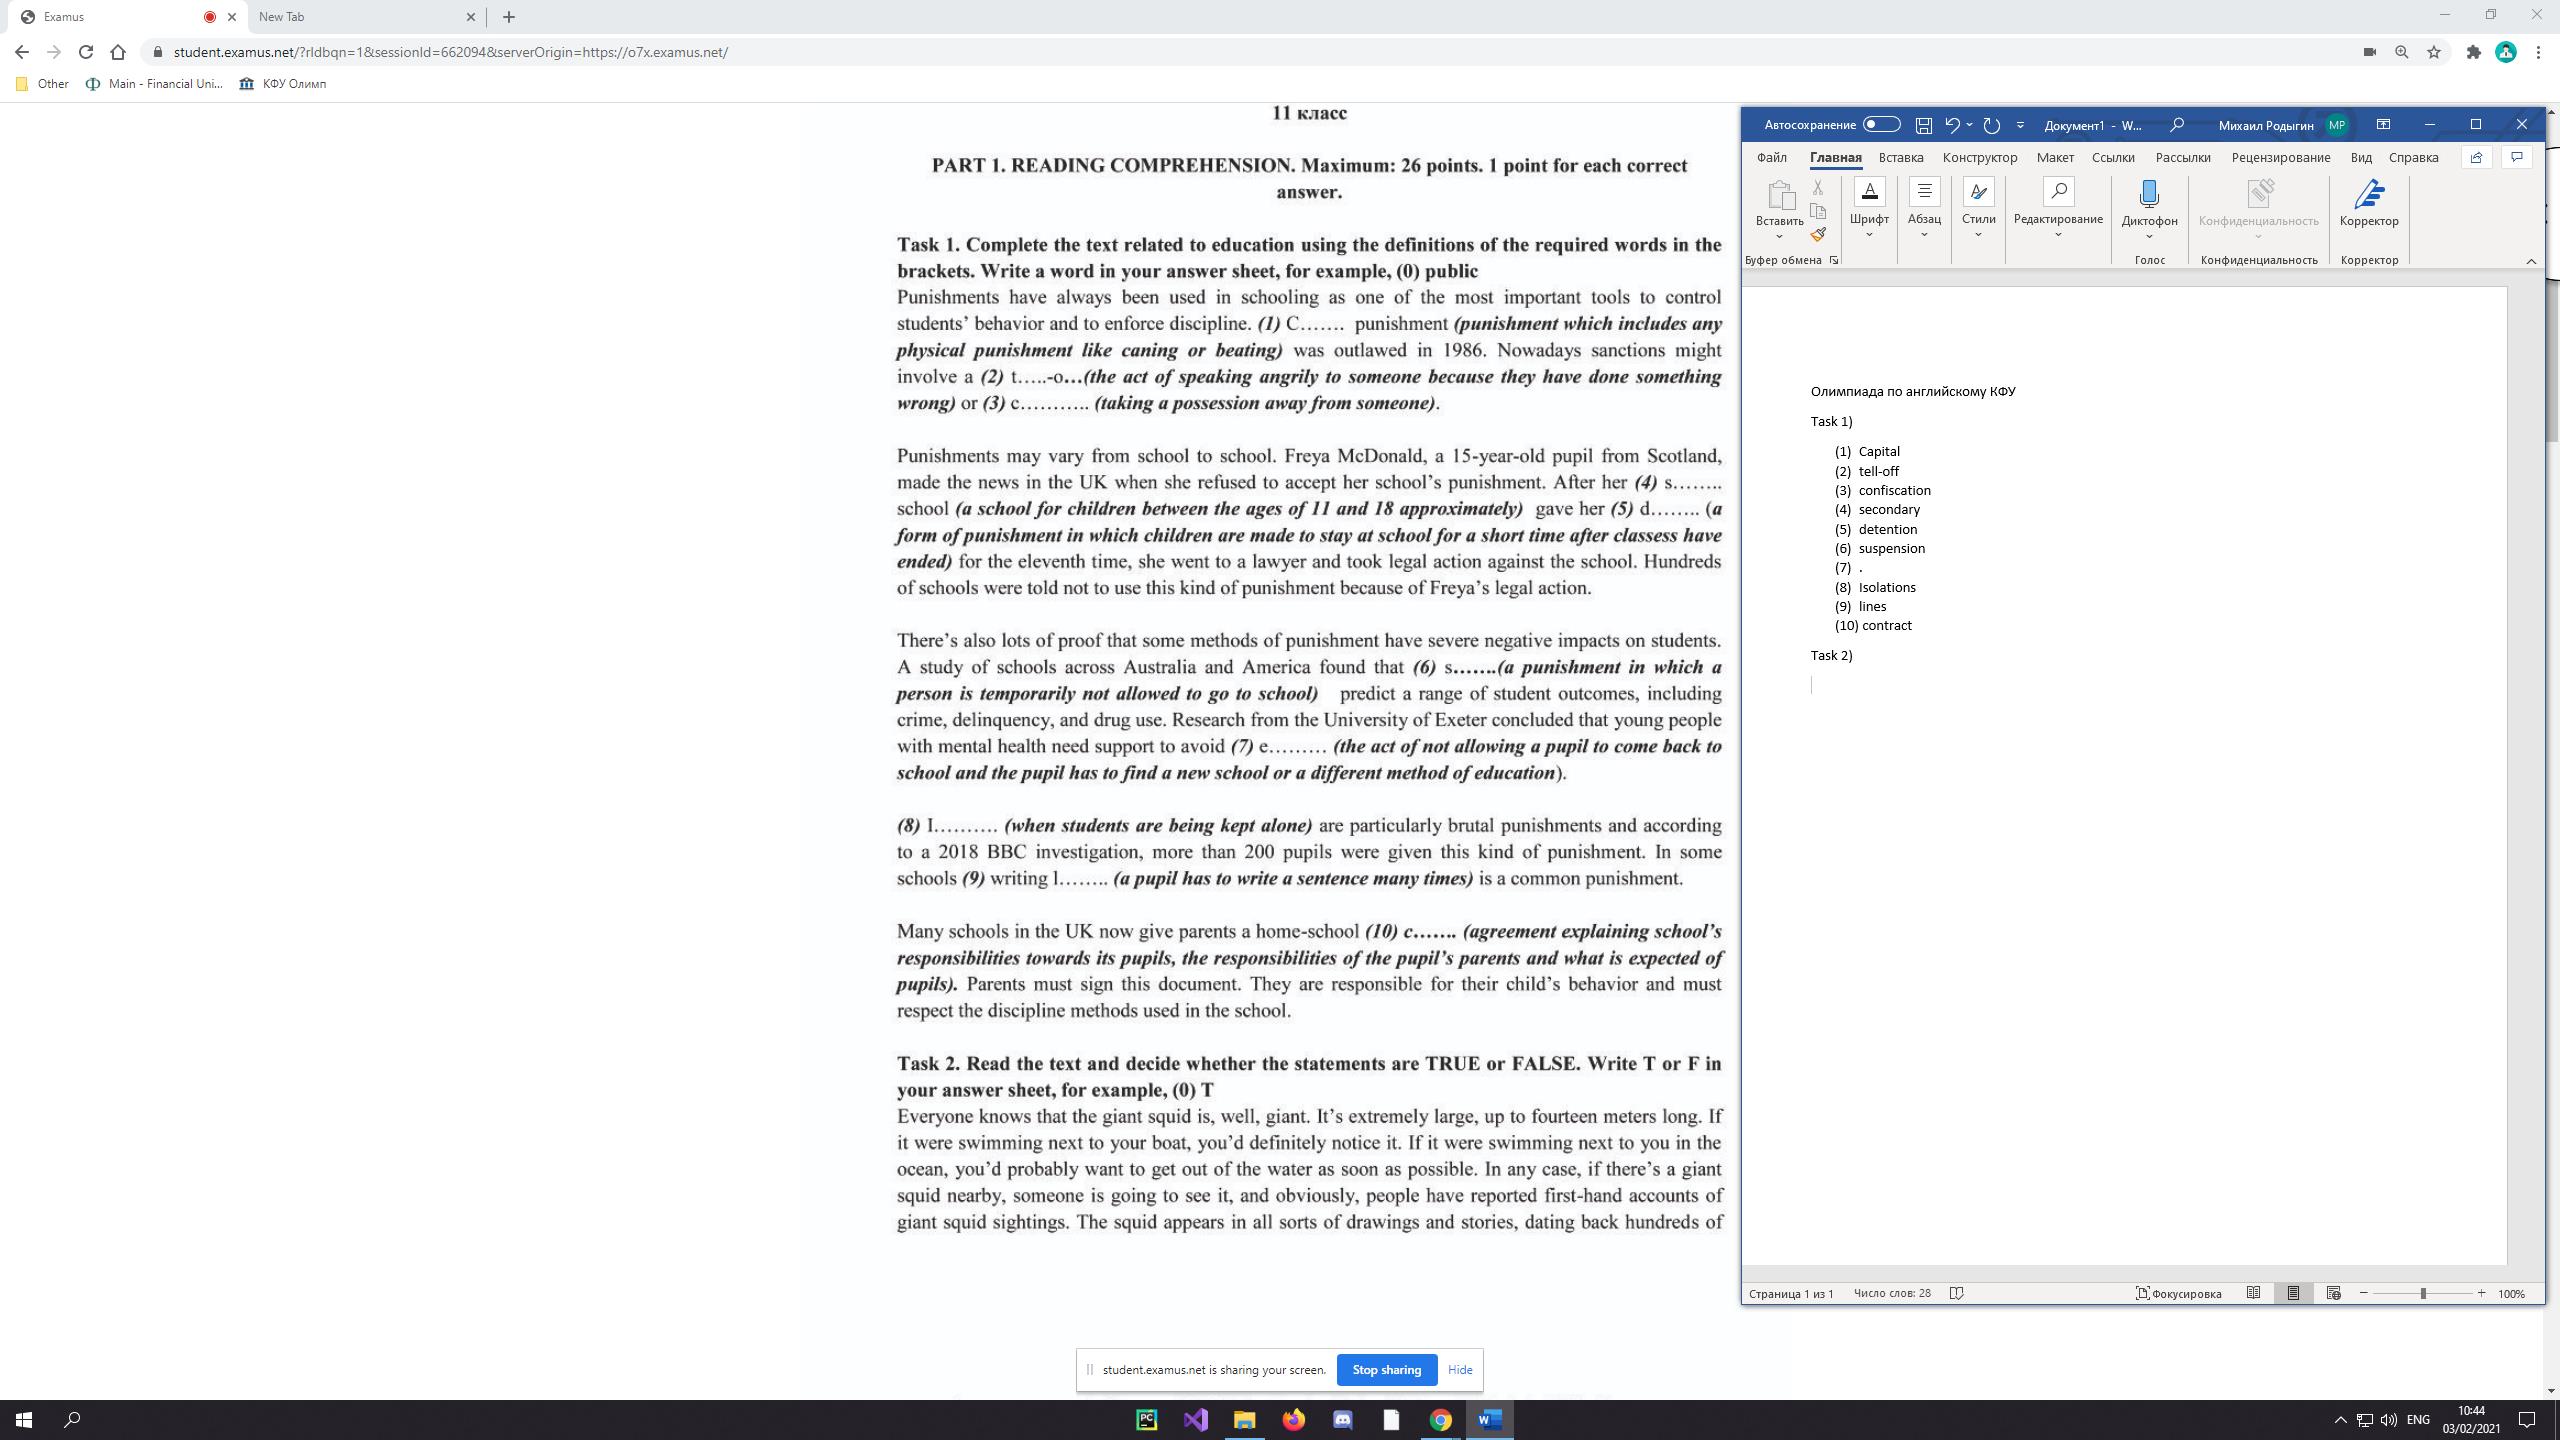 Examus
New Tab
student.examus.net/?rldbqn=1&sessionId=662094&serverOrigin=https://o7x.examus.net/
Other
Main - Financial Uni...
КФУ Олимп
11 класс
PART 1. READING COMPREHENSION. Maximum: 26 points. 1 point for each correct
answer.
Task 1. Complete the text related to education using the definitions of the required words in the
brackets. Write a word in your answer sheet, for example, (0) public
Punishments have always been used in schooling as one of the most important tools to control
students' behavior and to enforce discipline. (1) C……. punishment (punishment which includes any
physical punishment like caning or beating) was outlawed in 1986. Nowadays sanctions might
involve a (2) t…..-o…(the act of speaking angrily to someone because they have done something
wrong) or (3) c……….. (taking a possession away from someone).
Punishments may vary from school to school. Freya McDonald, a 15-year-old pupil from Scotland,
made the news in the UK when she refused to accept her school's punishment. After her (4) s……..
school (a school for children between the ages of 11 and 18 approximately) gave her (5) d…….. (a
form of punishment in which children are made to stay at school for a short time after classess have
ended) for the eleventh time, she went to a lawyer and took legal action against the school. Hundreds
of schools were told not to use this kind of punishment because of Freya's legal action.
There's also lots of proof that some methods of punishment have severe negative impacts on students.
A study of schools across Australia and America found that (6) s…….(a punishment in which a
person is temporarily not allowed to go to school) predict a range of student outcomes, including
crime, delinquency, and drug use. Research from the University of Exeter concluded that young people
with mental health need support to avoid (7) e……… (the act of not allowing a pupil to come back to
school and the pupil has to find a new school or a different method of education).
(8) I………. (when students are being kept alone) are particularly brutal punishments and according
to a 2018 BBC investigation, more than 200 pupils were given this kind of punishment. In some
schools (9) writing l…….. (a pupil has to write a sentence many times) is a common punishment.
Many schools in the UK now give parents a home-school (10) c……. (agreement explaining school's
responsibilities towards its pupils, the responsibilities of the pupil's parents and what is expected of
pupils). Parents must sign this document. They are responsible for their child's behavior and must
respect the discipline methods used in the school.
Task 2. Read the text and decide whether the statements are TRUE or FALSE. Write T or F in
your answer sheet, for example, (0) T
Everyone knows that the giant squid is, well, giant. It's extremely large, up to fourteen meters long. If
it were swimming next to your boat, you'd definitely notice it. If it were swimming next to you in the
ocean, you'd probably want to get out of the water as soon as possible. In any case, if there's a giant
squid nearby, someone is going to see it, and obviously, people have reported first-hand accounts of
giant squid sightings. The squid appears in all sorts of drawings and stories, dating back hundreds of
Автосохранение
Документ1 - W...
Михаил Родыгин
МР
Файл Главная Вставка Конструктор Макет Ссылки Рассылки Рецензирование Вид Справка
Вставить Шрифт Абзац Стили Редактирование Диктофон Конфиденциальность Корректор
Буфер обмена Голос Конфиденциальность Корректор
Олимпиада по английскому КФУ
Task 1)
(1) Capital
(2) tell-off
(3) confiscation
(4) secondary
(5) detention
(6) suspension
(7) .
(8) Isolations
(9) lines
(10) contract
Task 2)
Страница 1 из 1 Число слов: 28 Фокусировка 100%
student.examus.net is sharing your screen. Stop sharing Hide
PC
ENG
10:44
03/02/2021